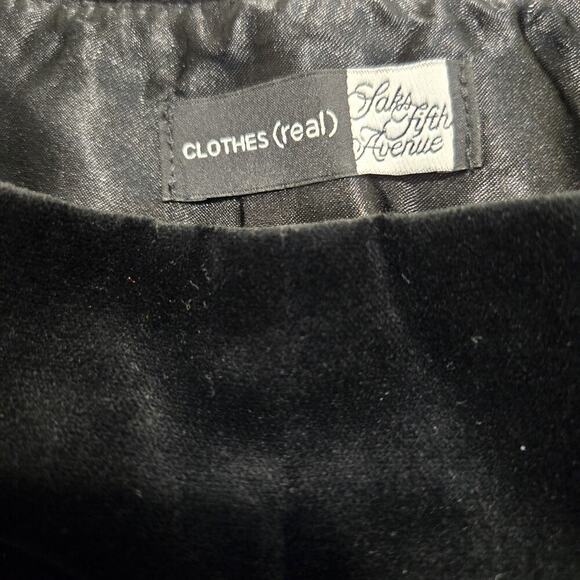 CLOTHES (real)
Saks
Fifth
Avenue